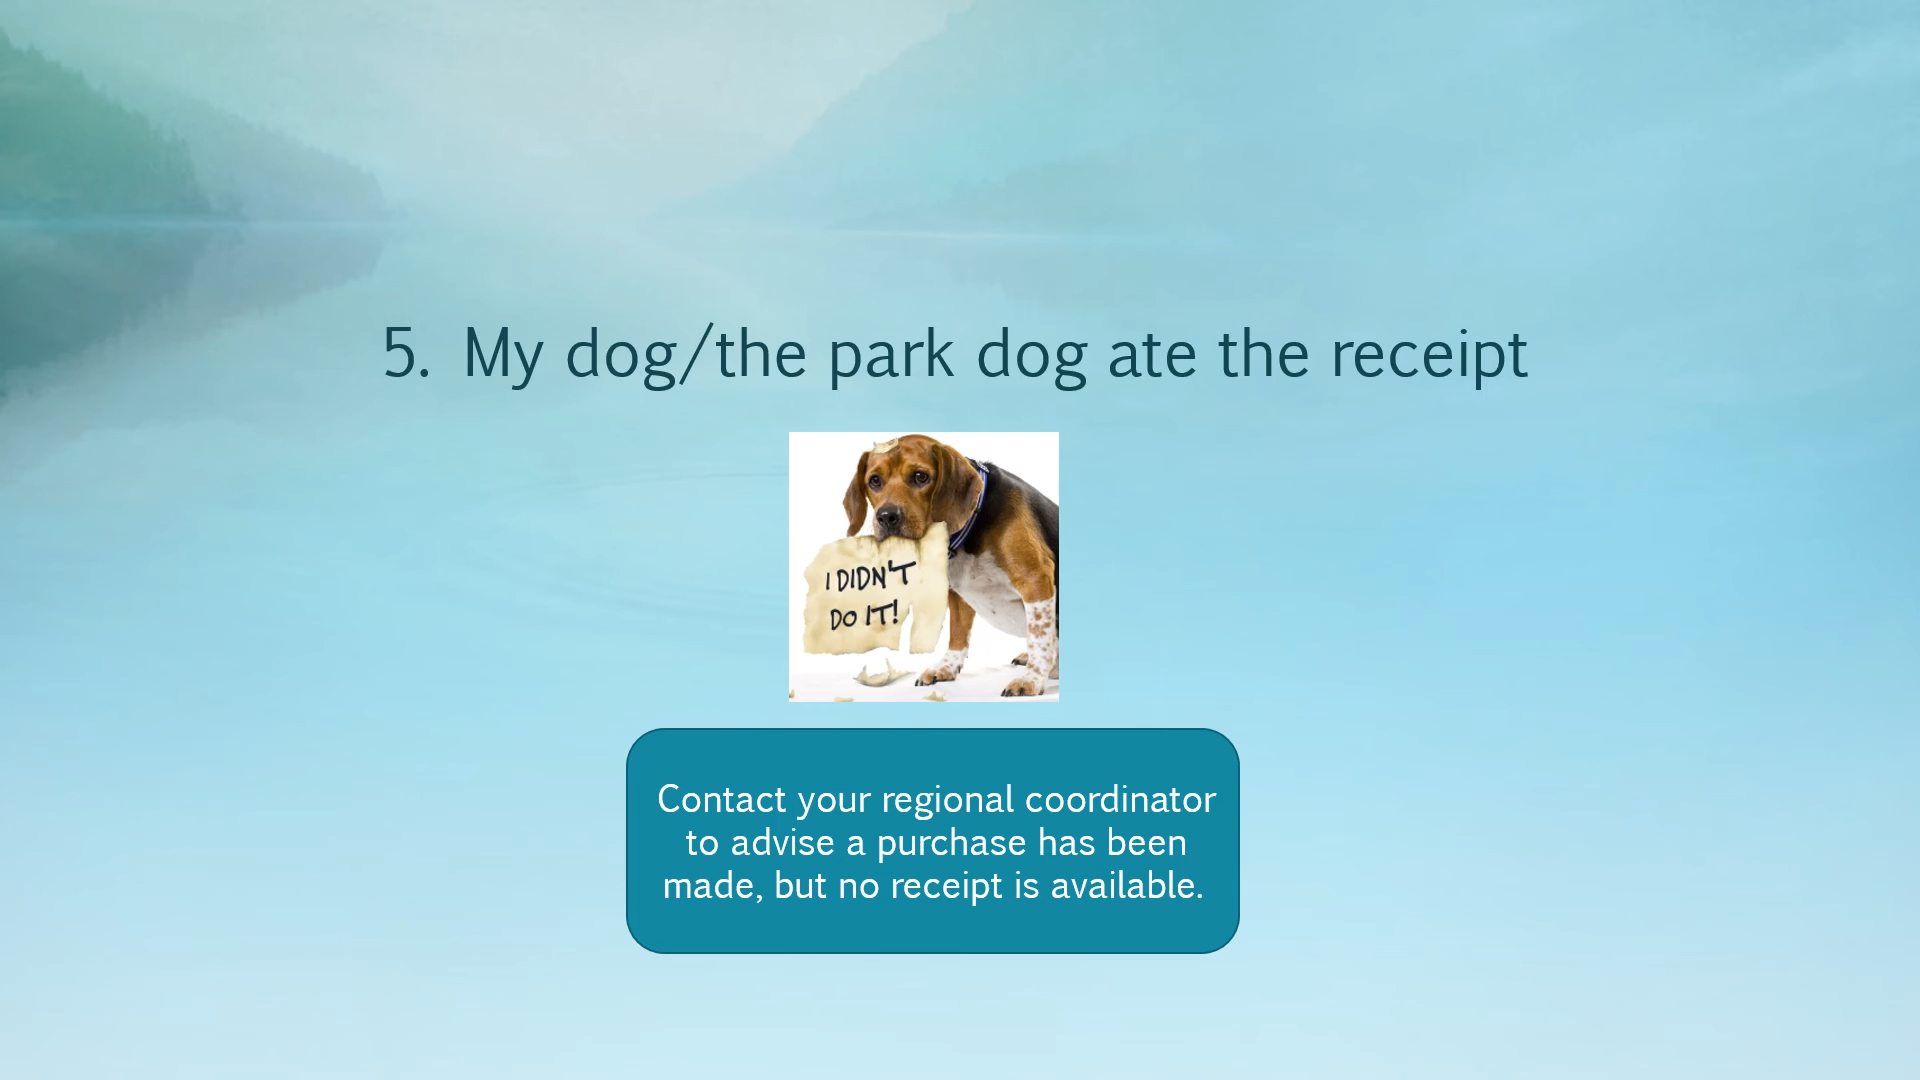 5. My dog/the park dog ate the receipt
I DIDN'T
DO IT!
Contact your regional coordinator
to advise a purchase has been
made, but no receipt is available.